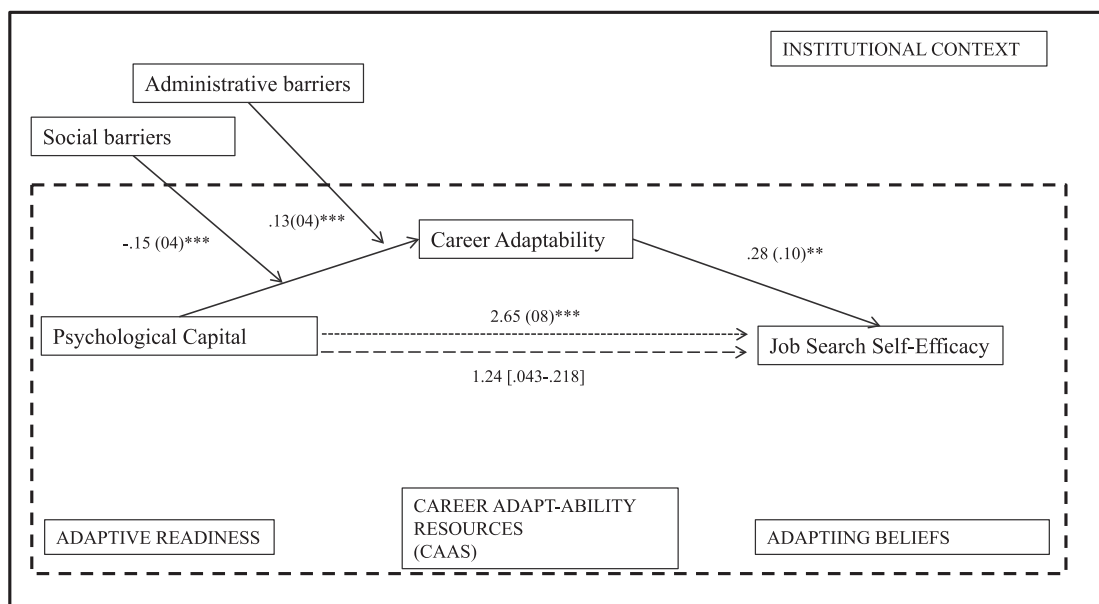 INSTITUTIONAL CONTEXT
Administrative barriers
Social barriers
.13(04)***
-.15 (04)***
Career Adaptability
.28 (.10)**
2.65 (08)***
Psychological Capital
Job Search Self-Efficacy
1.24 [.043-.218]
CAREER ADAPT-ABILITY
RESOURCES
(CAAS)
ADAPTIVE READINESS
ADAPTIING BELIEFS